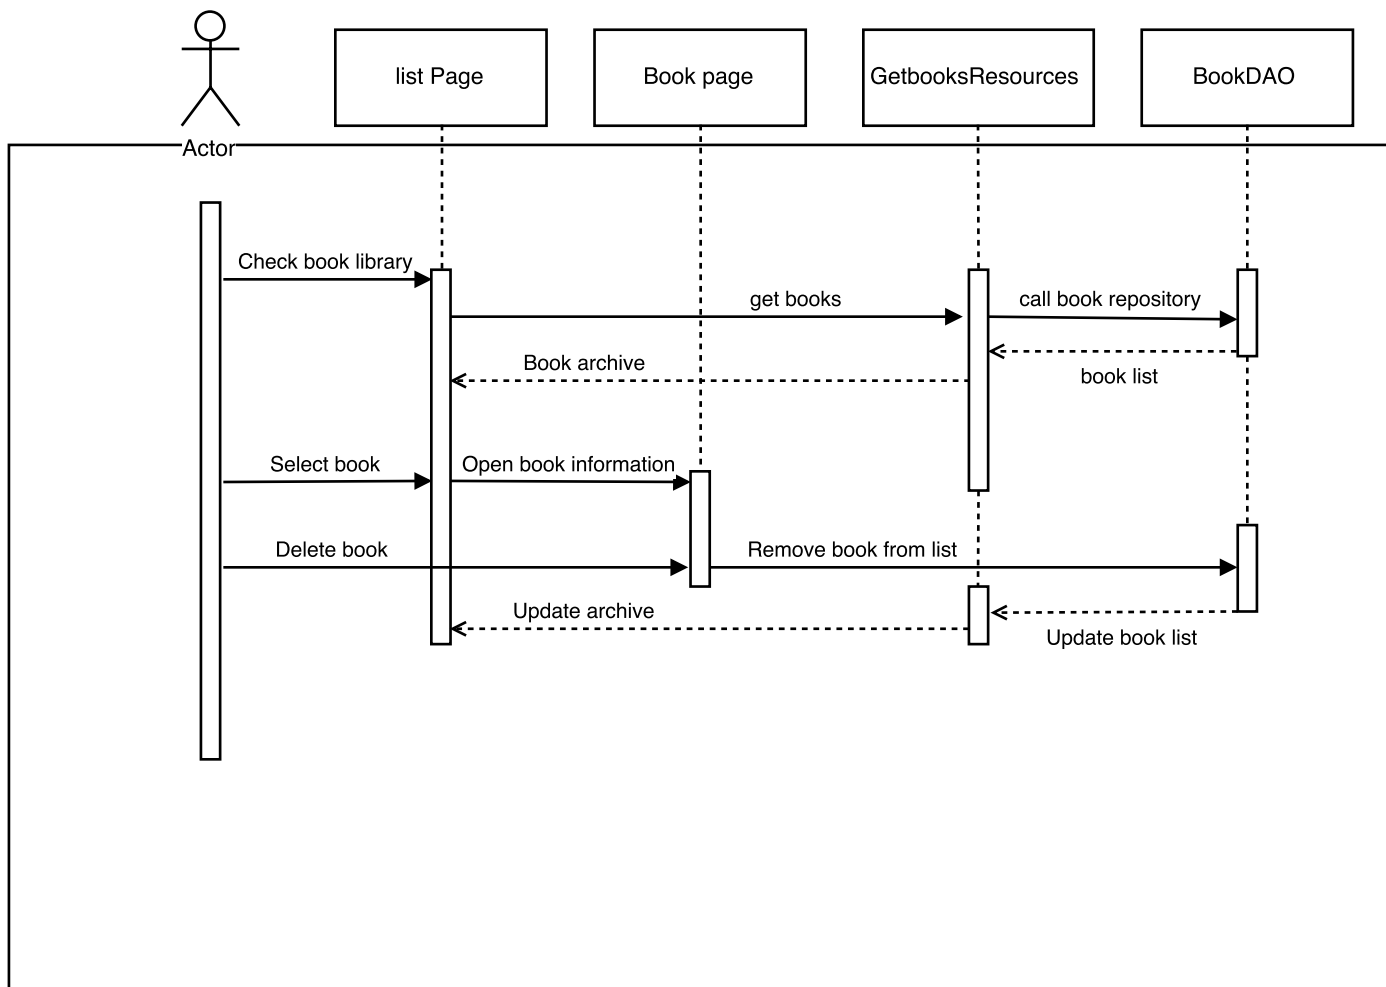 list Page
Book page
GetbooksResources
BookDAO
Actor
Check book library
get books
call book repository
Book archive
book list
Select book
Open book information
Delete book
Remove book from list
Update archive
Update book list